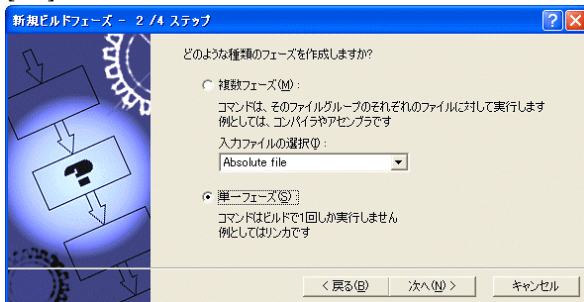 新規ビルドフェーズ - 2 /4 ステップ
どのような種類のフェーズを作成しますか?
複数フェーズ(M) :
コマンドは、そのファイルグループのそれぞれのファイルに対して実行します
例としては、コンパイラやアセンブラです
入力ファイルの選択(I) :
Absolute file
単一フェーズ(S) :
コマンドはビルドで1回しか実行しません
例としてはリンカです
< 戻る(B)
次へ(N) >
キャンセル